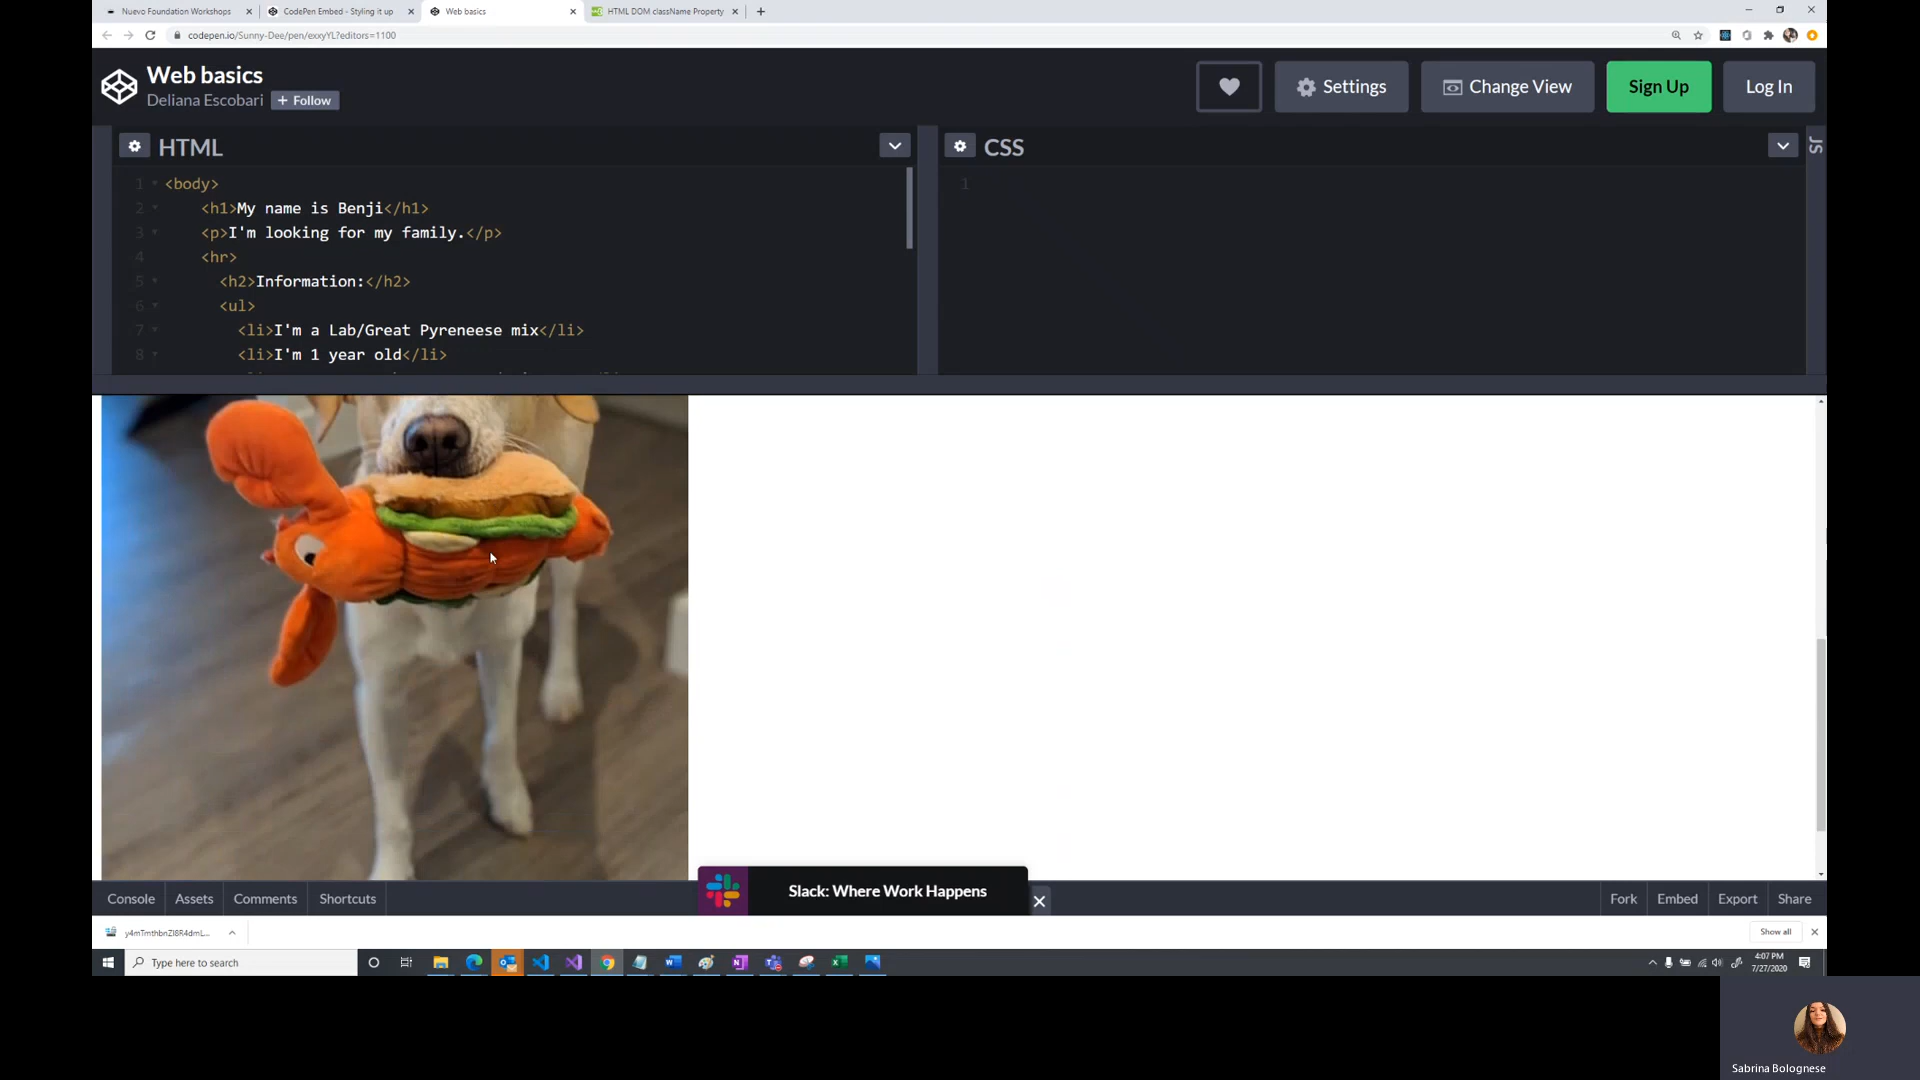 Nuevo Foundation Workshops
CodePen Embed - Styling it up
Web basics
HTML DOM className Property
codepen.io/Sunny-Dee/pen/exxyYL?editors=1100
Web basics
Deliana Escobari
+ Follow
Settings
Change View
Sign Up
Log In
HTML
CSS
JS
1 <body>
2 <h1>My name is Benji</h1>
3 <p>I'm looking for my family.</p>
4 <hr>
5 <h2>Information:</h2>
6 <ul>
7 <li>I'm a Lab/Great Pyreneese mix</li>
8 <li>I'm 1 year old</li>
1
Slack: Where Work Happens
Console
Assets
Comments
Shortcuts
Fork
Embed
Export
Share
Show all
Type here to search
4:07 PM
7/27/2020
Sabrina Bolognese